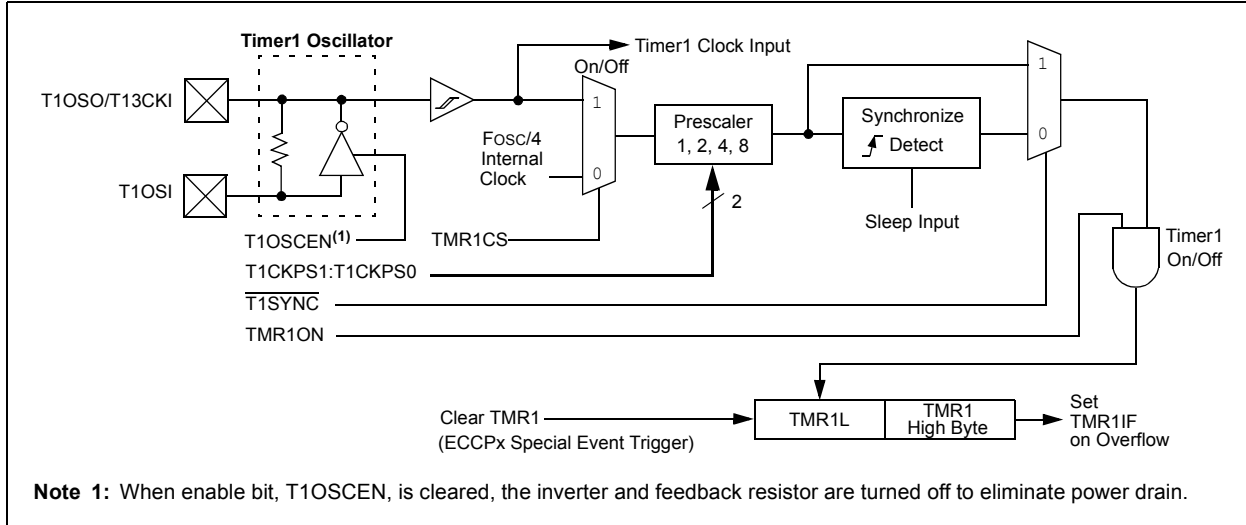 Timer1 Oscillator
Timer1 Clock Input
On/Off
T1OSO/T13CKI
1
1
FOSC/4
Internal
Clock
Prescaler
1, 2, 4, 8
Synchronize
Detect
0
0
T1OSI
2
Sleep Input
T1OSCEN(1)
TMR1CS
Timer1
On/Off
T1CKPS1:T1CKPS0
T1SYNC
TMR1ON
Clear TMR1
(ECCPx Special Event Trigger)
TMR1L
TMR1
High Byte
Set
TMR1IF
on Overflow
Note 1: When enable bit, T1OSCEN, is cleared, the inverter and feedback resistor are turned off to eliminate power drain.